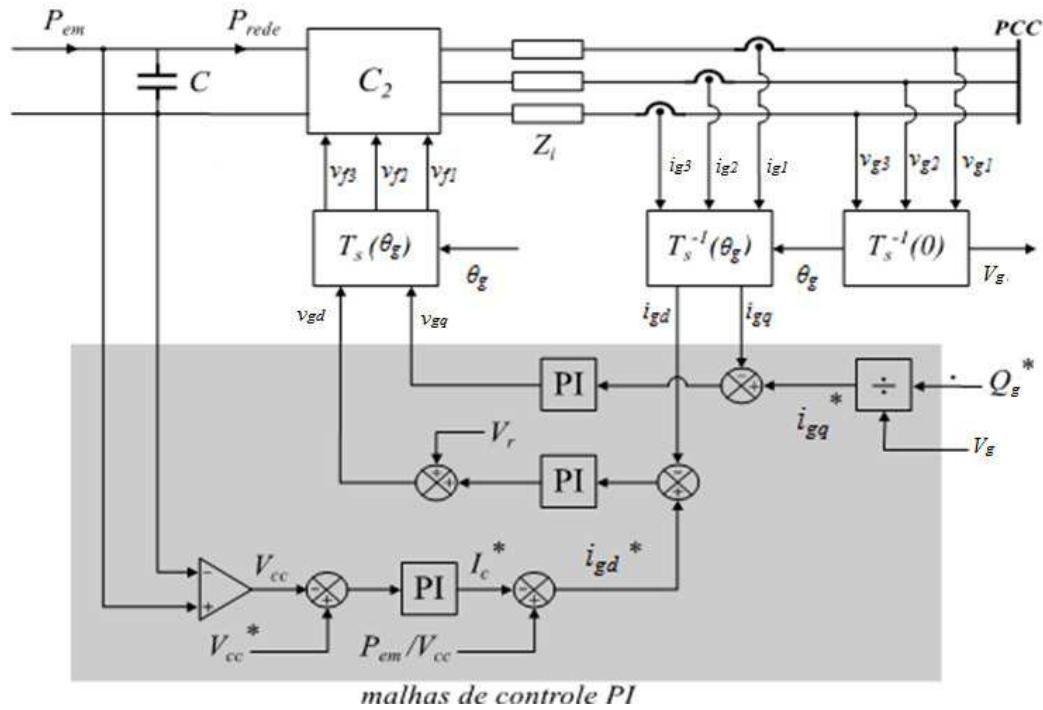 P_em P_rede PCC
C C_2
Z_i
v_f3 v_f2 v_f1 i_g3 i_g2 i_g1 v_g3 v_g2 v_g1
T_s(θ_g) T_s^-1(θ_g) T_s^-1(0)
θ_g θ_g V_g.
v_gd v_gq i_gd i_gq
PI - + ÷ Q_g*
i_gq*
V_r V_g
+ + PI - +
V_cc I_c* i_gd*
- + - + PI - +
V_cc* P_em/V_cc
malhas de controle PI